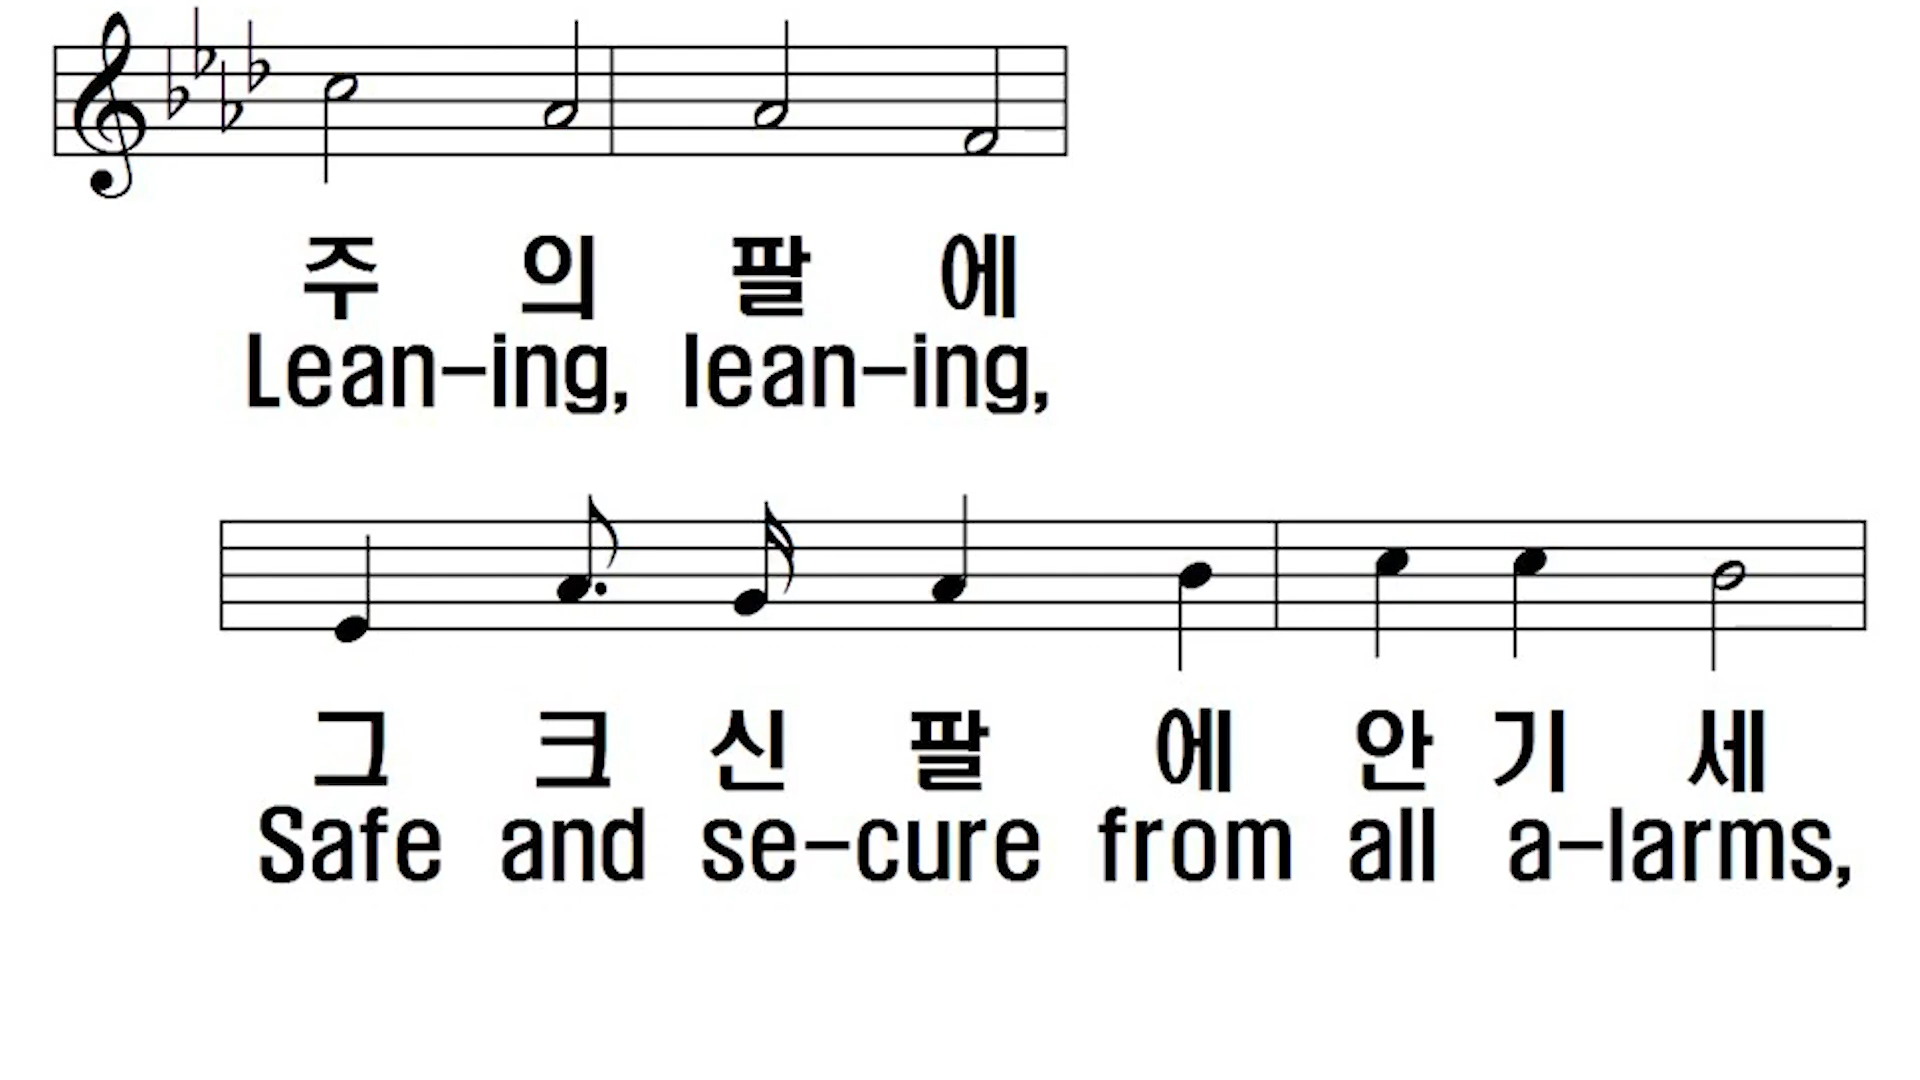 주 의 팔 에
Lean-ing, lean-ing,
그 크 신 팔 에 안 기 세
Safe and se-cure from all a-larms,